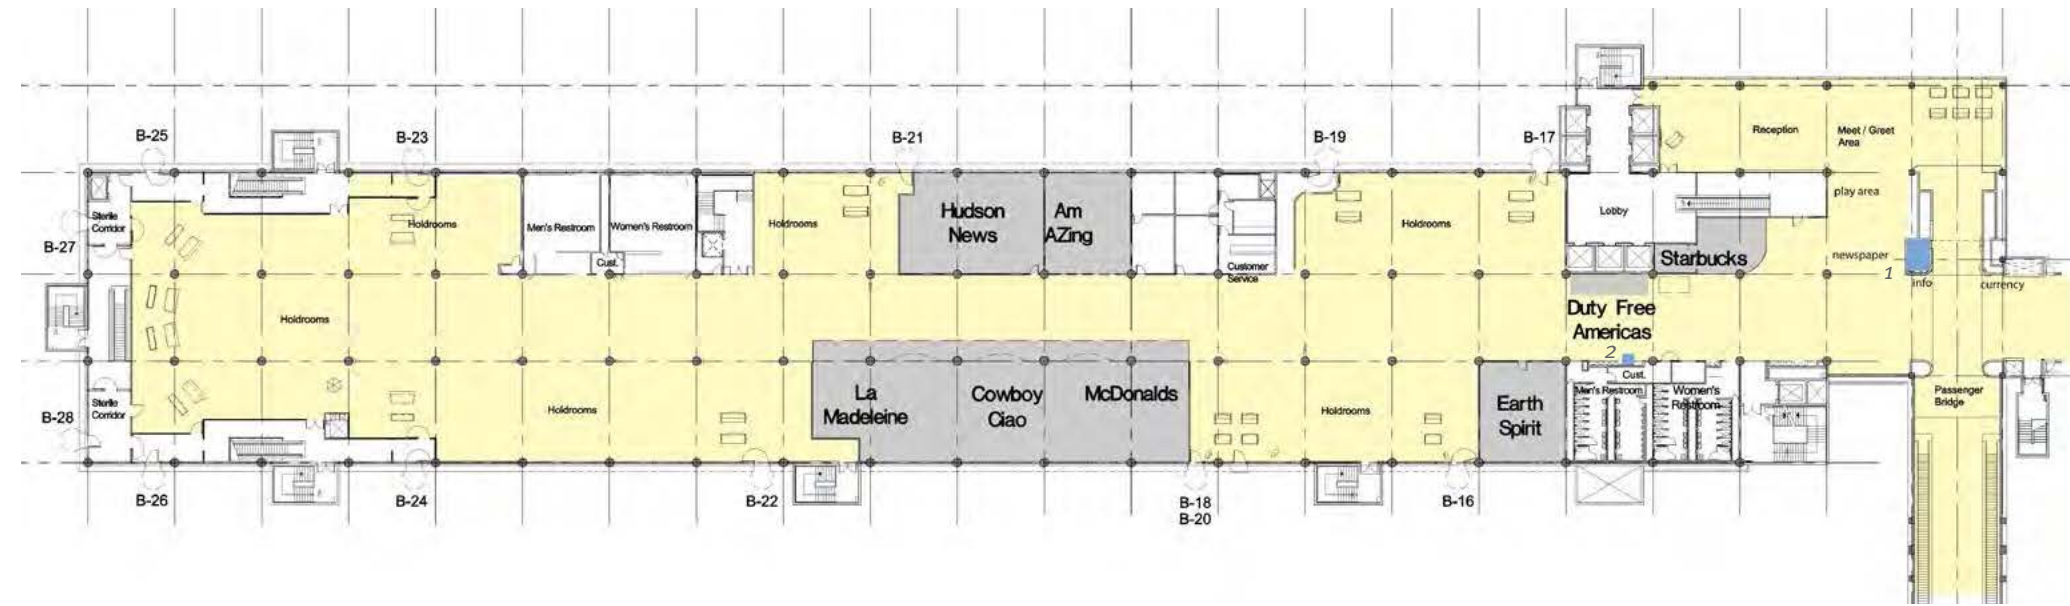 B-25
B-23
B-21
B-19
B-17
Reception
Meet / Greet
Area
play area
Sterile
Corridor
Holdrooms
Men's Restroom
Women's Restroom
Holdrooms
Hudson
News
Am
AZing
Holdrooms
Lobby
B-27
Cust.
Customer
Service
Starbucks
newspaper
1
info
currency
Holdrooms
Duty Free
Americas
2
Sterile
Corridor
B-28
Holdrooms
La
Madeleine
Cowboy
Ciao
McDonalds
Holdrooms
Earth
Spirit
Cust.
Men's Restroom
Women's
Restroom
Passenger
Bridge
B-26
B-24
B-22
B-18
B-20
B-16